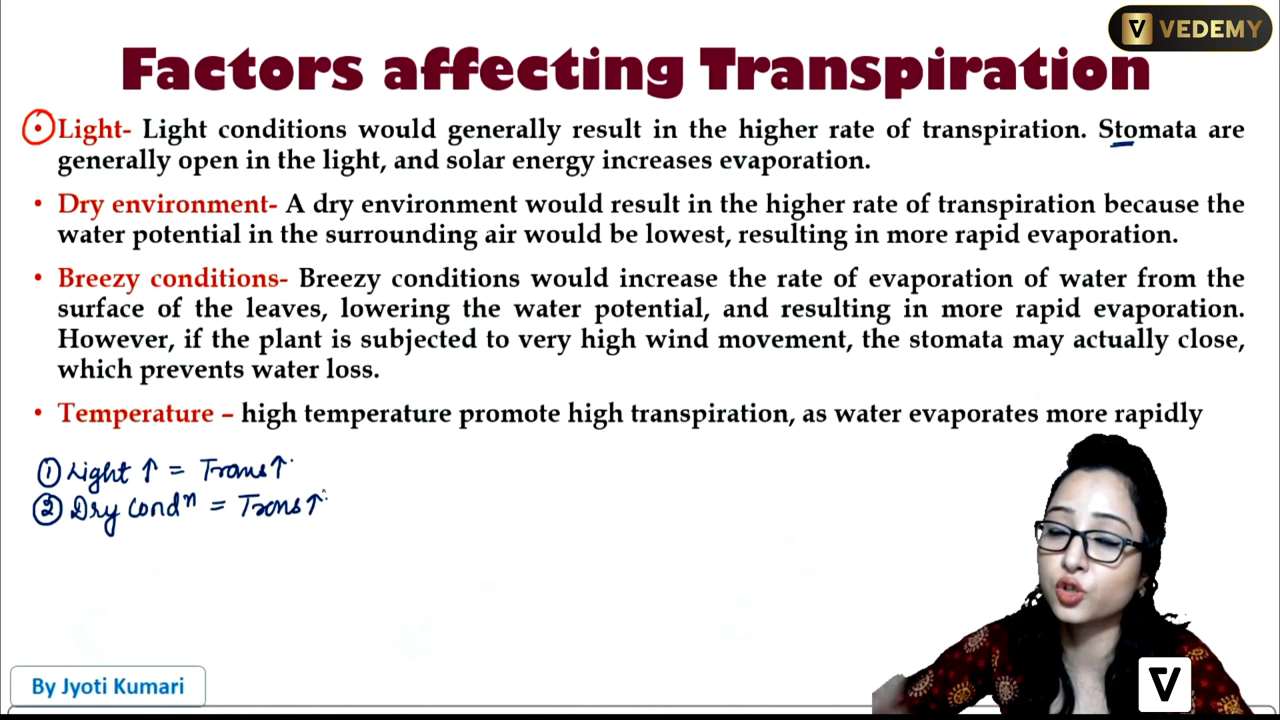 VEDEMY
Factors affecting Transpiration
• Light- Light conditions would generally result in the higher rate of transpiration. Stomata are
generally open in the light, and solar energy increases evaporation.
• Dry environment- A dry environment would result in the higher rate of transpiration because the
water potential in the surrounding air would be lowest, resulting in more rapid evaporation.
• Breezy conditions- Breezy conditions would increase the rate of evaporation of water from the
surface of the leaves, lowering the water potential, and resulting in more rapid evaporation.
However, if the plant is subjected to very high wind movement, the stomata may actually close,
which prevents water loss.
• Temperature – high temperature promote high transpiration, as water evaporates more rapidly
① Light ↑ = Trans ↑
② Dry condⁿ = Trans ↑
By Jyoti Kumari